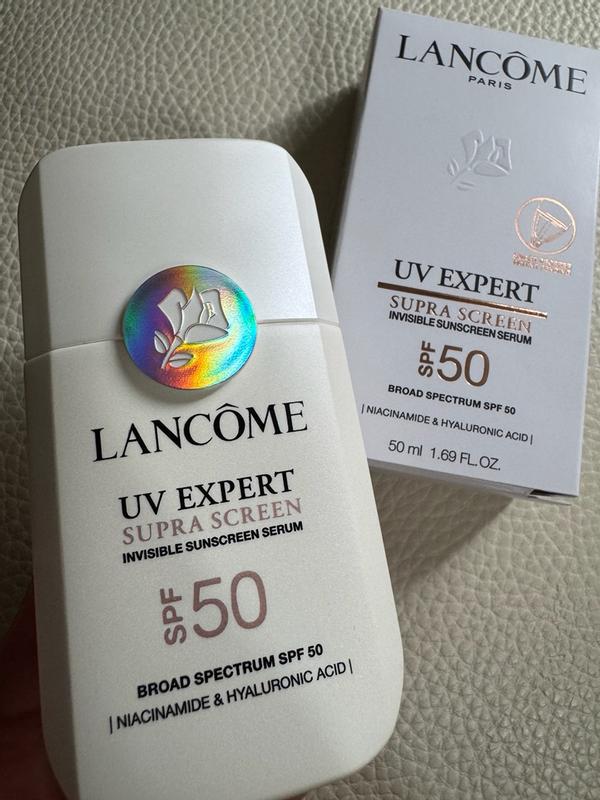 LANCÔME
UV EXPERT
SUPRA SCREEN
INVISIBLE SUNSCREEN SERUM
SPF 50
BROAD SPECTRUM SPF 50
| NIACINAMIDE & HYALURONIC ACID |
LANCÔME
PARIS
UV EXPERT
SUPRA SCREEN
INVISIBLE SUNSCREEN SERUM
SPF 50
BROAD SPECTRUM SPF 50
| NIACINAMIDE & HYALURONIC ACID |
50 ml 1.69 FL.OZ.